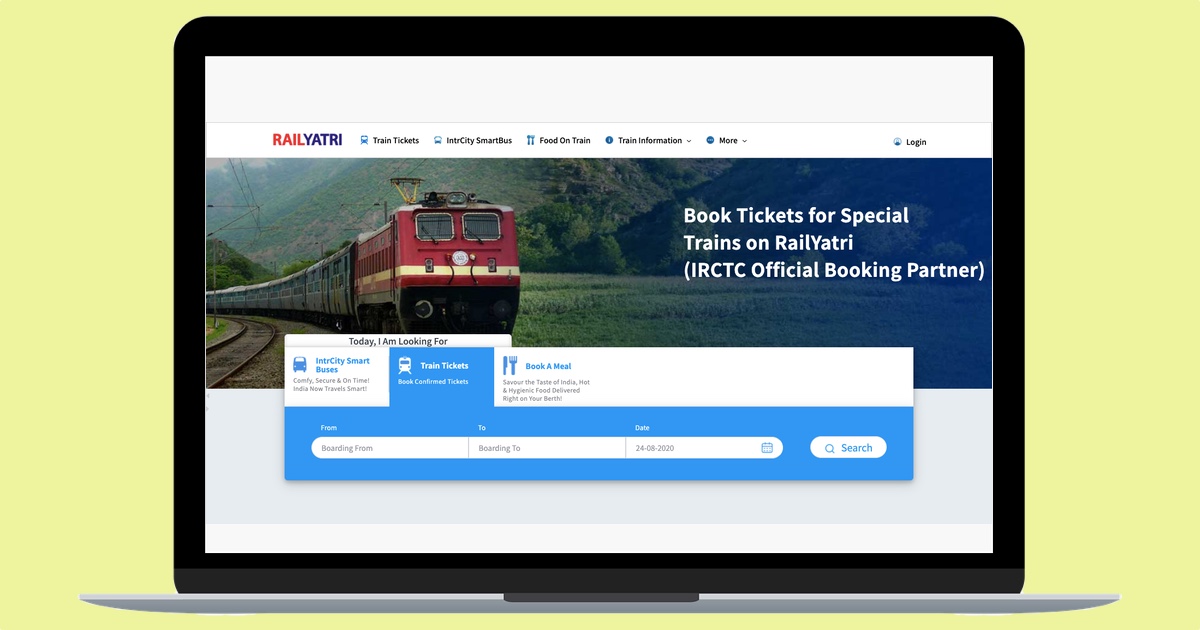 RAILYATRI
Train Tickets
IntrCity SmartBus
Food On Train
Train Information
More
Login
Book Tickets for Special
Trains on RailYatri
(IRCTC Official Booking Partner)
Today, I Am Looking For
IntrCity Smart
Buses
Comfy, Secure & On Time!
India Now Travels Smart!
Train Tickets
Book Confirmed Tickets
Book A Meal
Savour the Taste of India, Hot
& Hygienic Food Delivered
Right on Your Berth!
From
To
Date
Boarding From
Boarding To
24-08-2020
Search